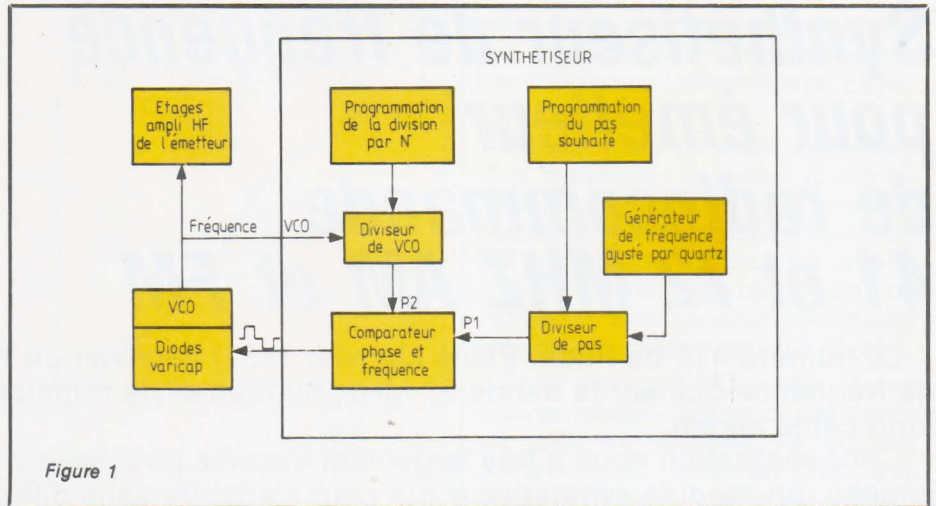 SYNTHETISEUR
Etages
ampli HF
de l'émetteur
Programmation
de la division
par N
Programmation
du pas
souhaité
Générateur
de fréquence
ajusté par quartz
Fréquence VCO
Diviseur
de VCO
VCO
Diodes
varicap
P2
Comparateur
phase et
fréquence
P1
Diviseur
de pas
Figure 1